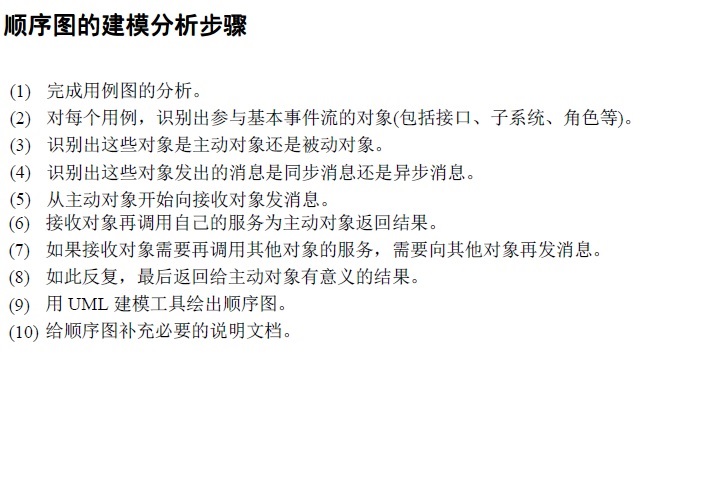 顺序图的建模分析步骤
(1) 完成用例图的分析。
(2) 对每个用例，识别出参与基本事件流的对象(包括接口、子系统、角色等)。
(3) 识别出这些对象是主动对象还是被动对象。
(4) 识别出这些对象发出的消息是同步消息还是异步消息。
(5) 从主动对象开始向接收对象发消息。
(6) 接收对象再调用自己的服务为主动对象返回结果。
(7) 如果接收对象需要再调用其他对象的服务，需要向其他对象再发消息。
(8) 如此反复，最后返回给主动对象有意义的结果。
(9) 用 UML 建模工具绘出顺序图。
(10) 给顺序图补充必要的说明文档。